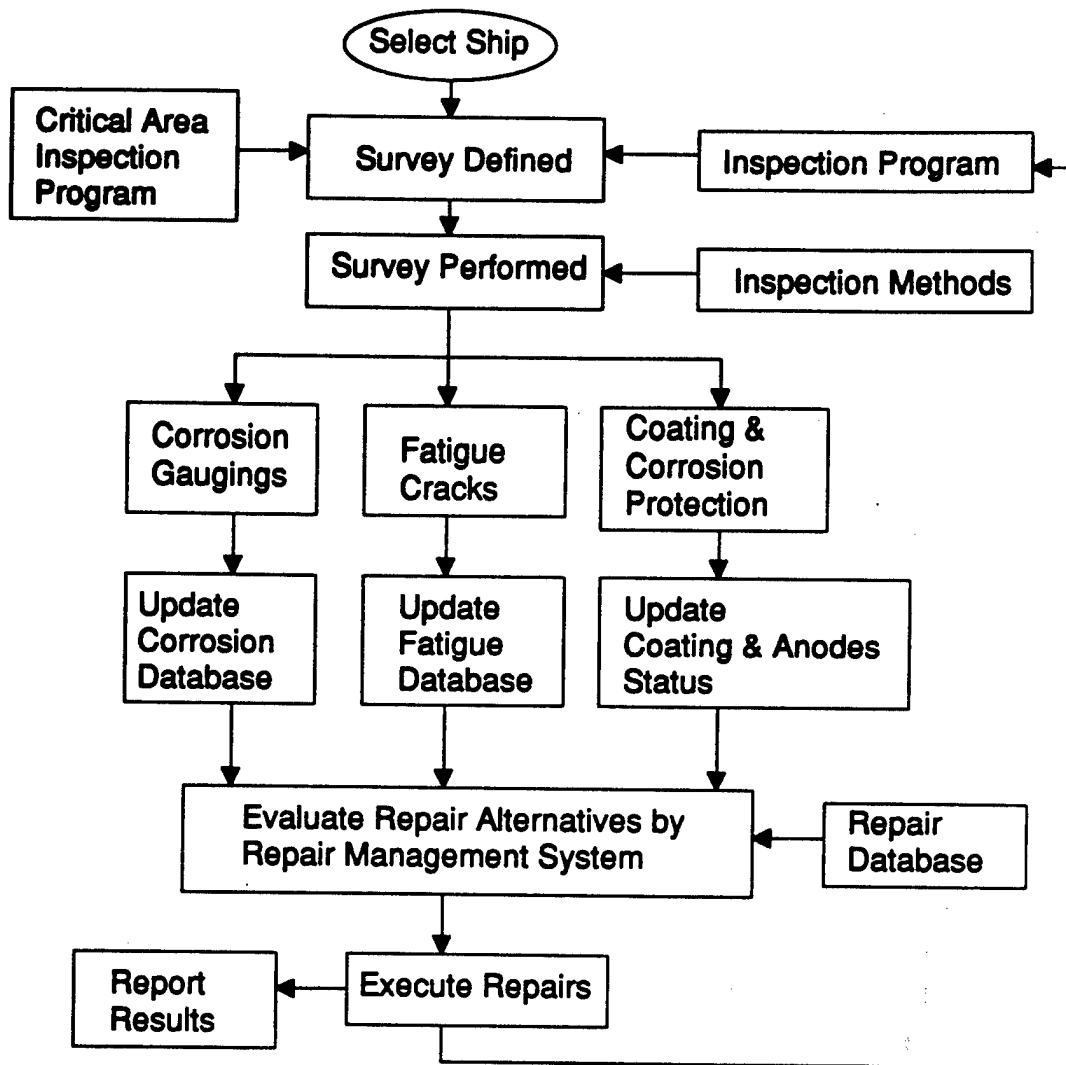 Select Ship
Critical Area
Inspection
Program
Survey Defined
Inspection Program
Survey Performed
Inspection Methods
Corrosion
Gaugings
Fatigue
Cracks
Coating &
Corrosion
Protection
Update
Corrosion
Database
Update
Fatigue
Database
Update
Coating & Anodes
Status
Evaluate Repair Alternatives by
Repair Management System
Repair
Database
Report
Results
Execute Repairs